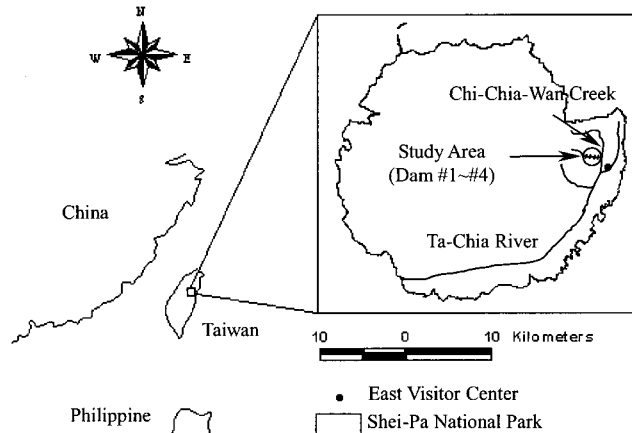 N
W E
S
China
Taiwan
Philippine
Chi-Chia-Wan Creek
Study Area
(Dam #1~#4)
Ta-Chia River
10 0 10 Kilometers
East Visitor Center
Shei-Pa National Park